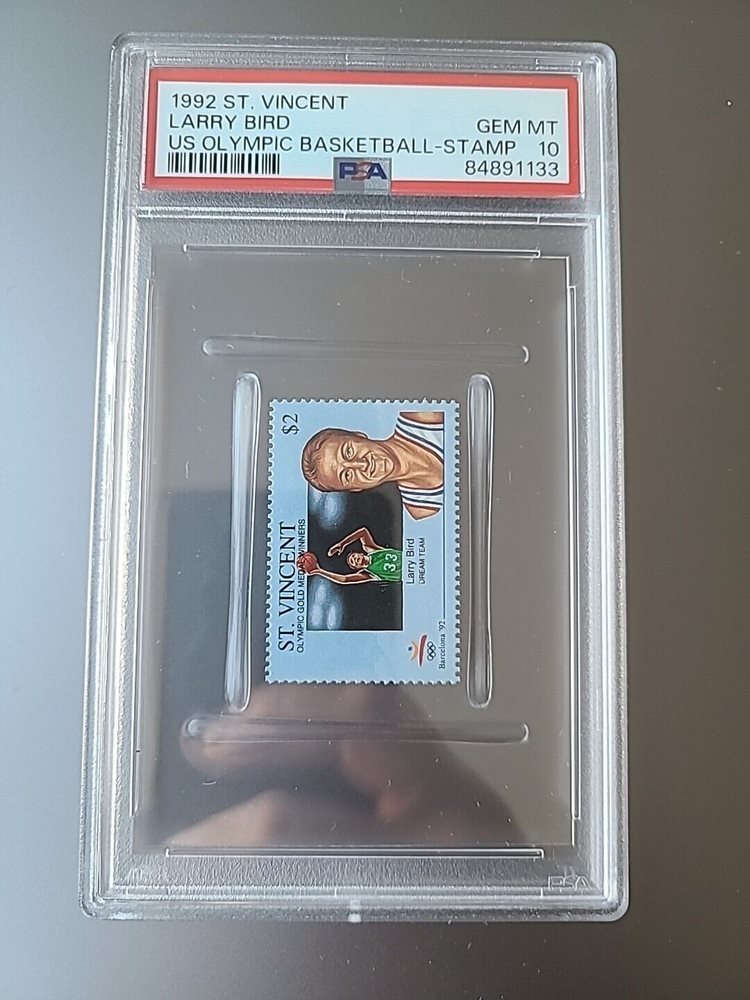 1992 ST. VINCENT
LARRY BIRD GEM MT
US OLYMPIC BASKETBALL-STAMP 10
PSA 84891133
$2
ST. VINCENT
OLYMPIC GOLD MEDAL WINNERS
33
Larry Bird
DREAM TEAM
Barcelona '92
PSA